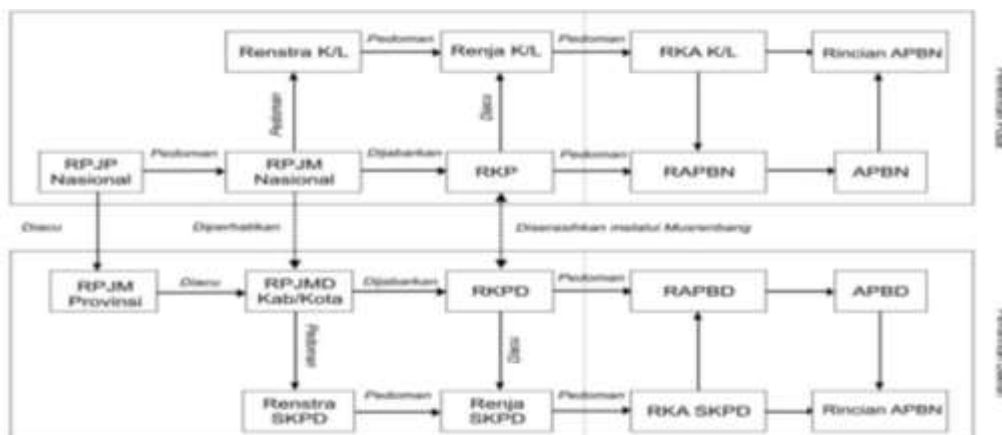 Pedoman
Pedoman
Renstra K/L
Renja K/L
RKA K/L
Rincian APBN
Pedoman
Diacu
RPJP
Nasional
Pedoman
RPJM
Nasional
Dijabarkan
RKP
Pedoman
RAPBN
APBN
Diacu
Diperhatikan
Diserasihkan melalui Musrenbang
RPJM
Provinsi
Diacu
RPJMD
Kab/Kota
Dijabarkan
RKPD
Pedoman
RAPBD
APBD
Pedoman
Diacu
Renstra
SKPD
Pedoman
Renja
SKPD
Pedoman
RKA SKPD
Rincian APBN